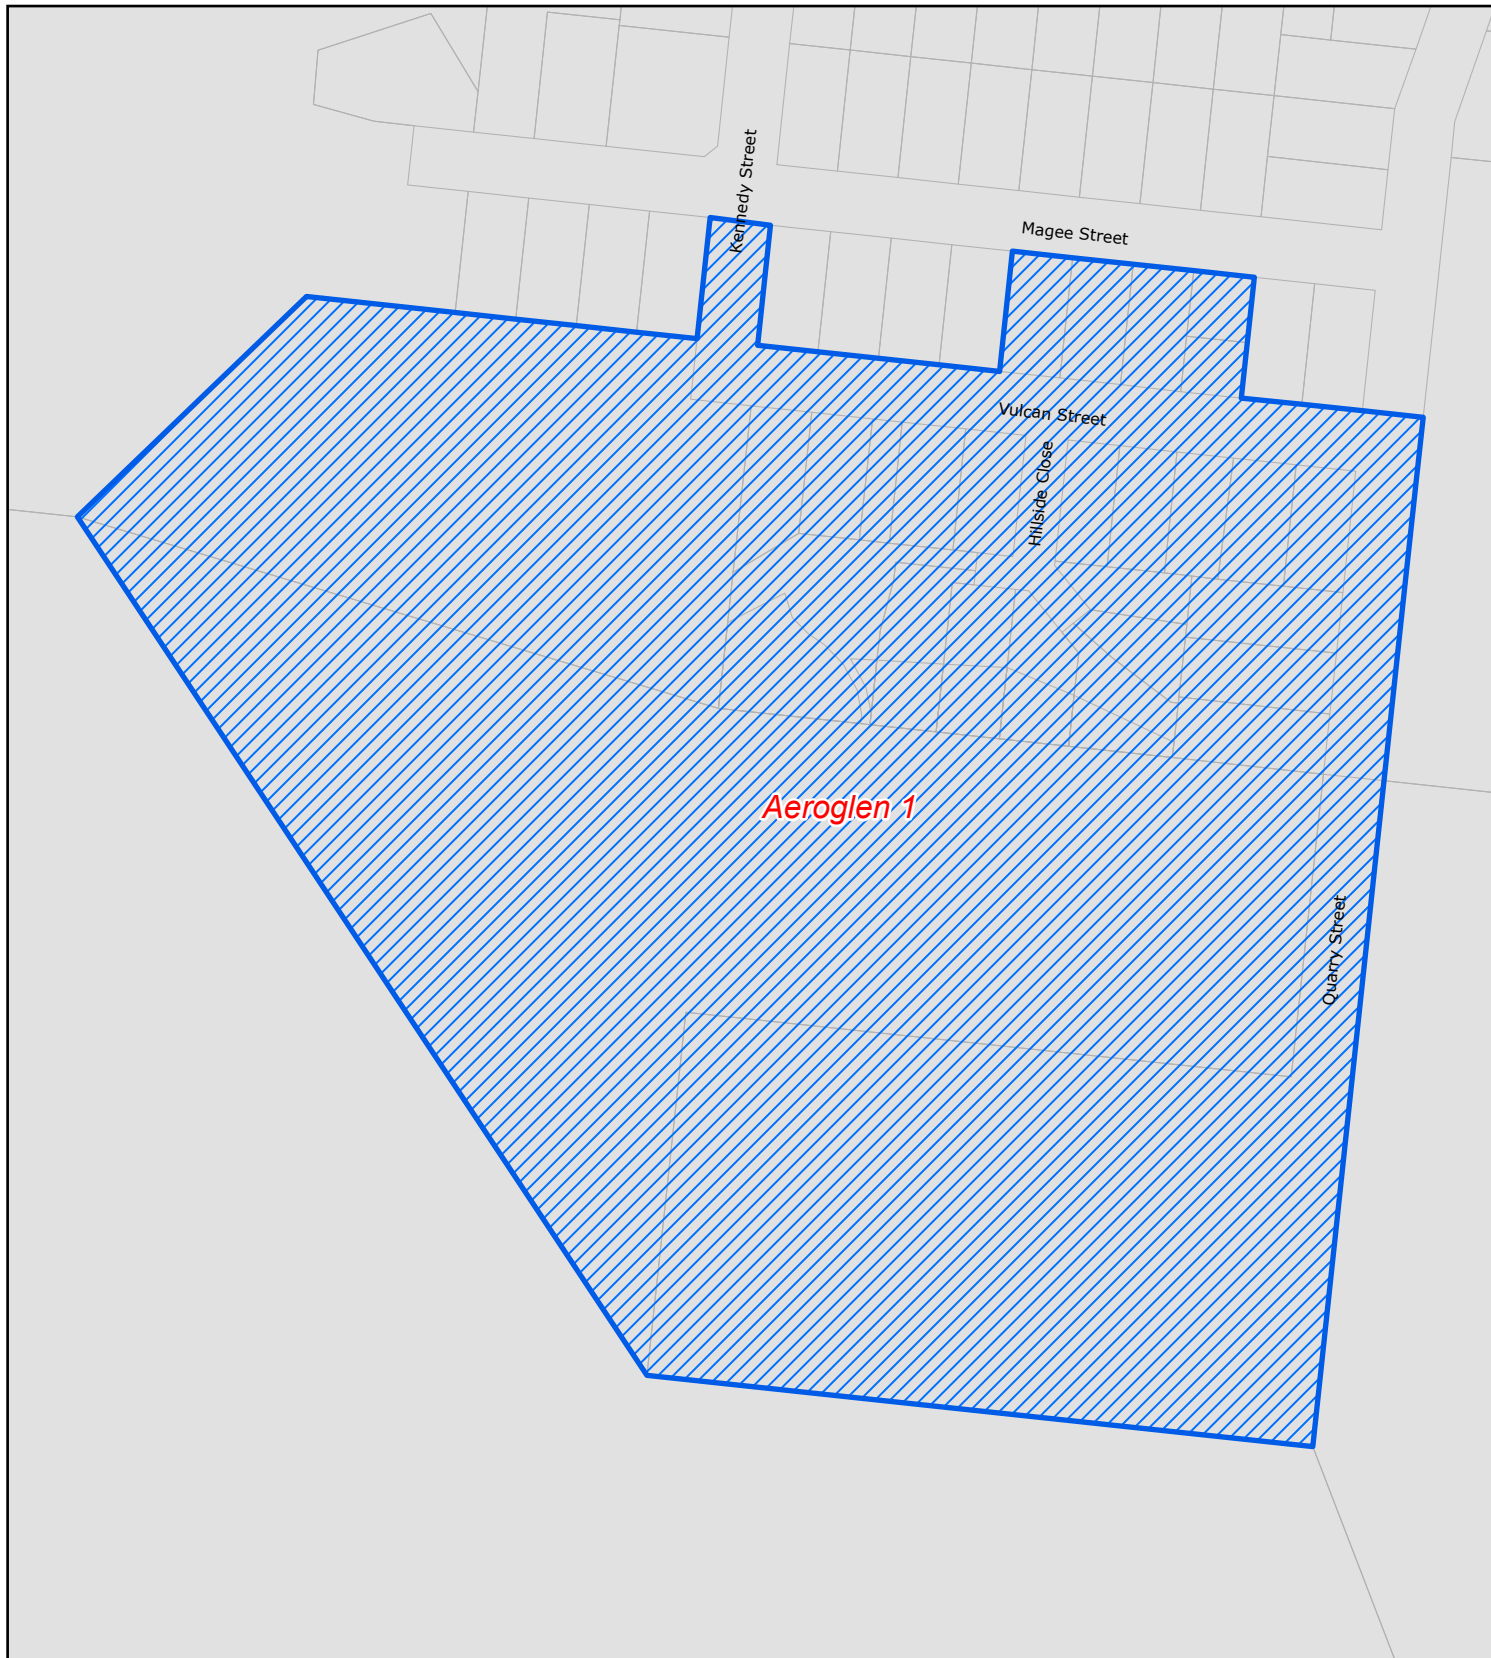 Kennedy Street
Magee Street
Vulcan Street
Hillside Close
Aeroglen 1
Quarry Street